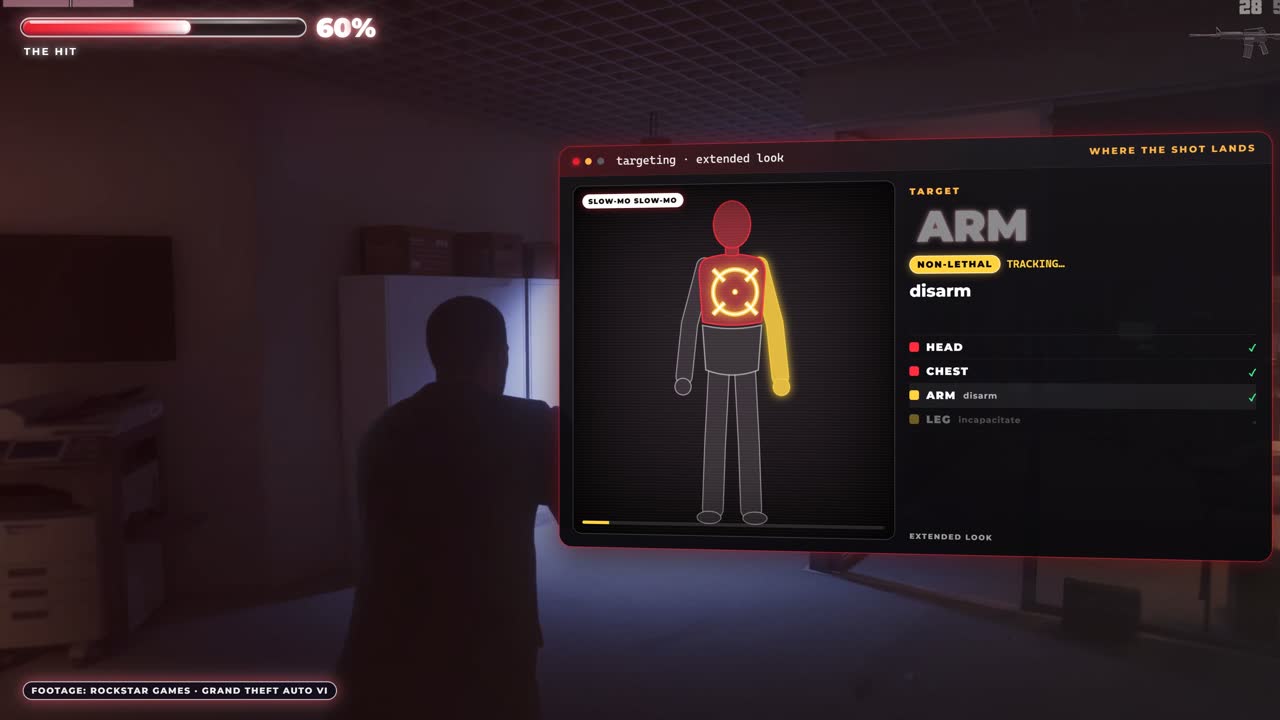 60%
28
THE HIT
targeting · extended look
WHERE THE SHOT LANDS
SLOW-MO SLOW-MO
TARGET
ARM
NON-LETHAL TRACKING…
disarm
HEAD ✓
CHEST ✓
ARM disarm ✓
LEG incapacitate
EXTENDED LOOK
FOOTAGE: ROCKSTAR GAMES · GRAND THEFT AUTO VI